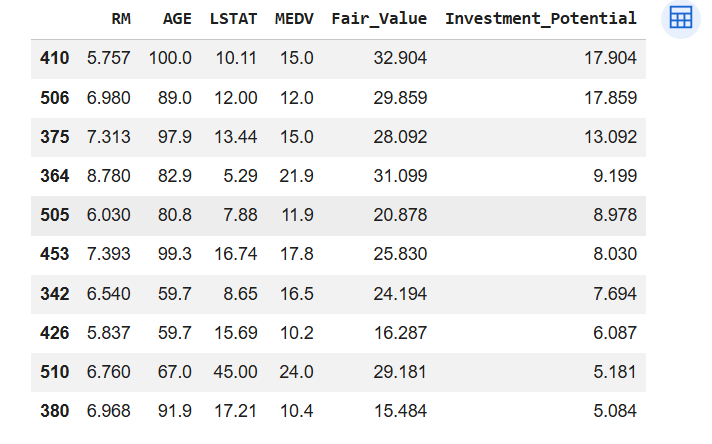 RM AGE LSTAT MEDV Fair_Value Investment_Potential
410 5.757 100.0 10.11 15.0 32.904 17.904
506 6.980 89.0 12.00 12.0 29.859 17.859
375 7.313 97.9 13.44 15.0 28.092 13.092
364 8.780 82.9 5.29 21.9 31.099 9.199
505 6.030 80.8 7.88 11.9 20.878 8.978
453 7.393 99.3 16.74 17.8 25.830 8.030
342 6.540 59.7 8.65 16.5 24.194 7.694
426 5.837 59.7 15.69 10.2 16.287 6.087
510 6.760 67.0 45.00 24.0 29.181 5.181
380 6.968 91.9 17.21 10.4 15.484 5.084